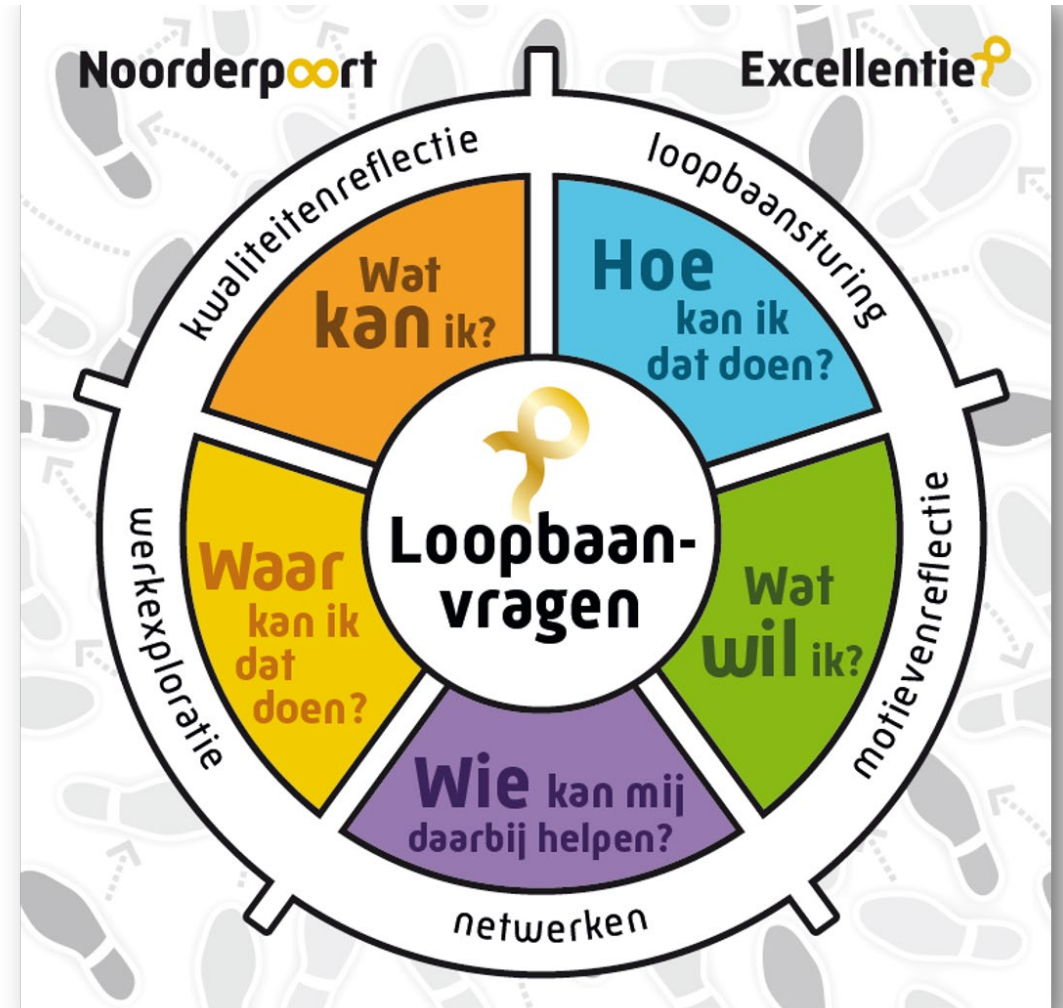 Noorderpoort
Excellentie
kwaliteitenreflectie
loopbaansturing
Wat
kan ik?
Hoe
kan ik
dat doen?
Loopbaan-
vragen
Waar
kan ik
dat
doen?
werkexploratie
Wat
wil ik?
motievenreflectie
Wie kan mij
daarbij helpen?
netwerken